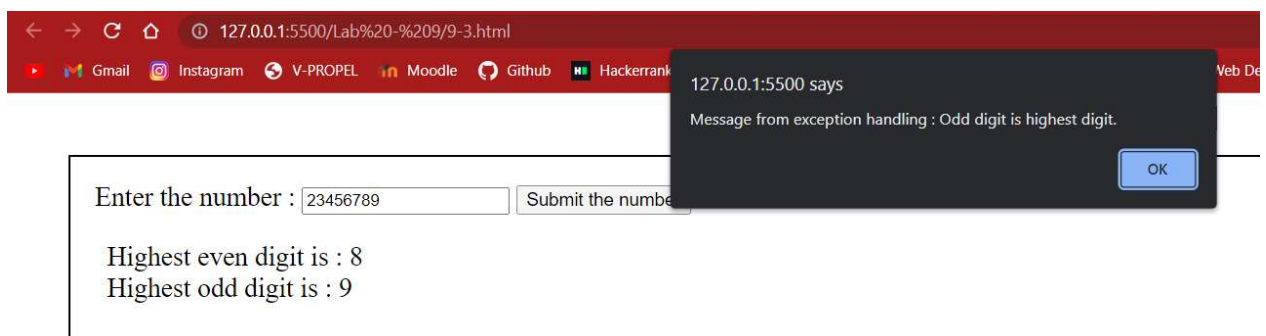 127.0.0.1:5500/Lab%20-%209/9-3.html
Gmail Instagram V-PROPEL Moodle Github Hackerrank Web De
127.0.0.1:5500 says
Message from exception handling : Odd digit is highest digit.
OK
Enter the number : 23456789 Submit the numbe
Highest even digit is : 8
Highest odd digit is : 9